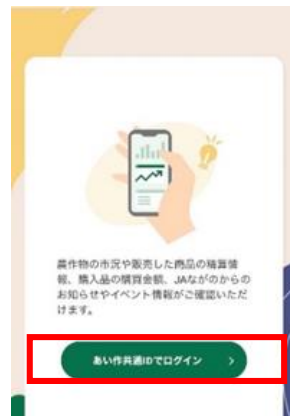 農作物の市況や販売した商品の精算情
報、購入品の購買金額、JAながのからの
お知らせやイベント情報がご確認いただ
けます。
あい作共通IDでログイン